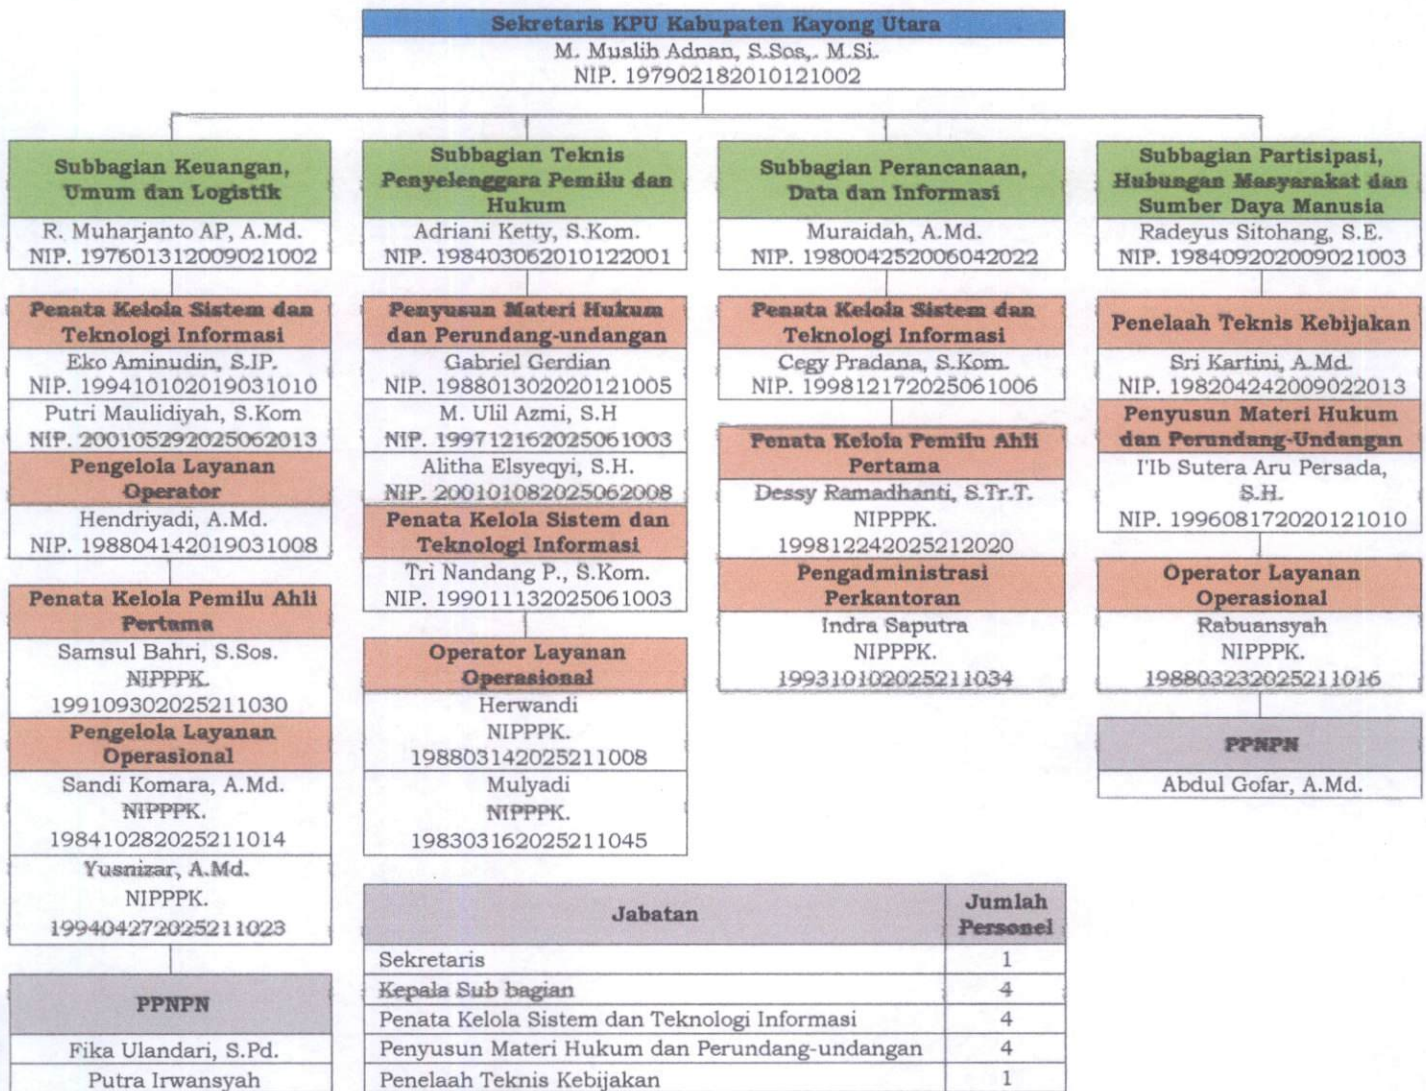 Sekretaris KPU Kabupaten Kayong Utara
M. Muslih Adnan, S.Sos,. M.Si.
NIP. 197902182010121002
Subbagian Keuangan,
Umum dan Logistik
R. Muharjanto AP, A.Md.
NIP. 197601312009021002
Penata Kelola Sistem dan
Teknologi Informasi
Eko Aminudin, S.IP.
NIP. 199410102019031010
Putri Maulidiyah, S.Kom
NIP. 200105292025062013
Pengelola Layanan
Operator
Hendriyadi, A.Md.
NIP. 198804142019031008
Penata Kelola Pemilu Ahli
Pertama
Samsul Bahri, S.Sos.
NIPPPK.
199109302025211030
Pengelola Layanan
Operasional
Sandi Komara, A.Md.
NIPPPK.
198410282025211014
Yusnizar, A.Md.
NIPPPK.
199404272025211023
PPNPN
Fika Ulandari, S.Pd.
Putra Irwansyah
Subbagian Teknis
Penyelenggara Pemilu dan
Hukum
Adriani Ketty, S.Kom.
NIP. 198403062010122001
Penyusun Materi Hukum
dan Perundang-undangan
Gabriel Gerdian
NIP. 198801302020121005
M. Ulil Azmi, S.H
NIP. 199712162025061003
Alitha Elsyeqyi, S.H.
NIP. 200101082025062008
Penata Kelola Sistem dan
Teknologi Informasi
Tri Nandang P., S.Kom.
NIP. 199011132025061003
Operator Layanan
Operasional
Herwandi
NIPPPK.
198803142025211008
Mulyadi
NIPPPK.
198303162025211045
Subbagian Perancanaan,
Data dan Informasi
Muraidah, A.Md.
NIP. 198004252006042022
Penata Kelola Sistem dan
Teknologi Informasi
Cegy Pradana, S.Kom.
NIP. 199812172025061006
Penata Kelola Pemilu Ahli
Pertama
Dessy Ramadhanti, S.Tr.T.
NIPPPK.
199812242025212020
Pengadministrasi
Perkantoran
Indra Saputra
NIPPPK.
199310102025211034
Subbagian Partisipasi,
Hubungan Masyarakat dan
Sumber Daya Manusia
Radeyus Sitohang, S.E.
NIP. 198409202009021003
Penelaah Teknis Kebijakan
Sri Kartini, A.Md.
NIP. 198204242009022013
Penyusun Materi Hukum
dan Perundang-Undangan
I'Ib Sutera Aru Persada,
S.H.
NIP. 199608172020121010
Operator Layanan
Operasional
Rabuansyah
NIPPPK.
198803232025211016
PPNPN
Abdul Gofar, A.Md.
Jabatan Jumlah Personel
Sekretaris 1
Kepala Sub bagian 4
Penata Kelola Sistem dan Teknologi Informasi 4
Penyusun Materi Hukum dan Perundang-undangan 4
Penelaah Teknis Kebijakan 1